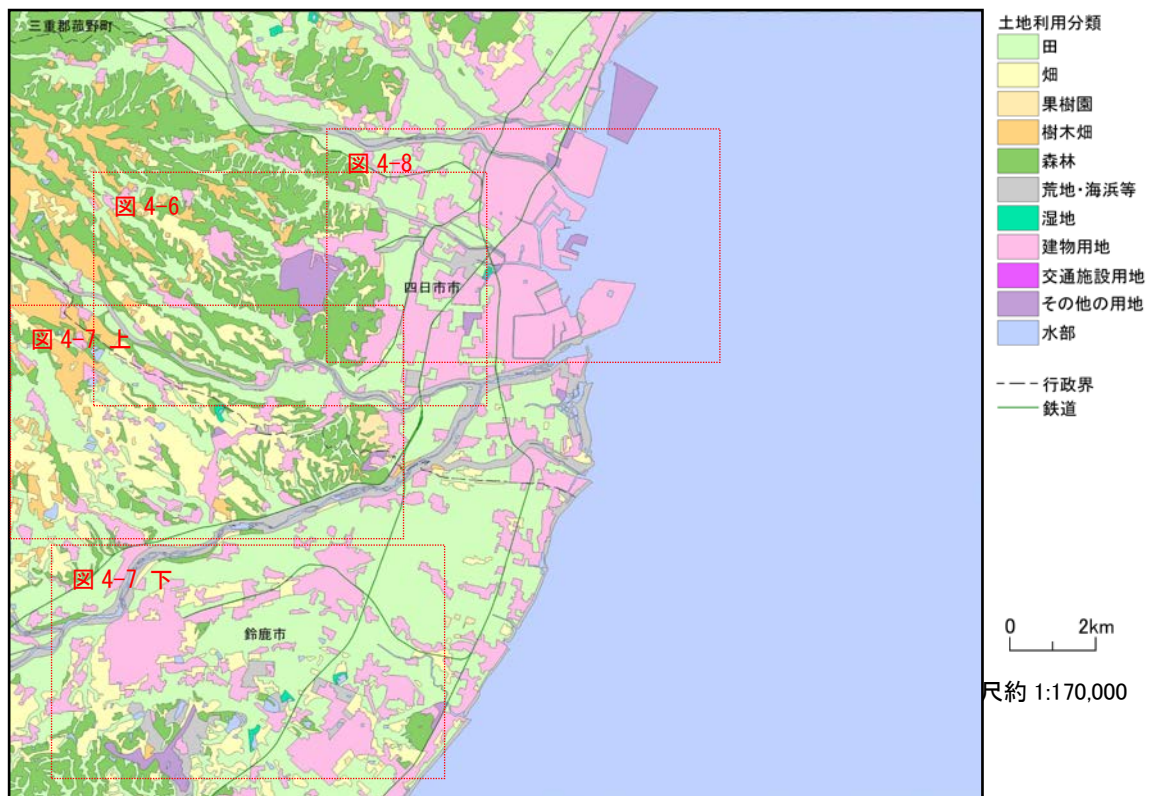 三重郡菰野町
図 4-8
図 4-6
四日市市
図 4-7 上
図 4-7 下
鈴鹿市
土地利用分類
田
畑
果樹園
樹木畑
森林
荒地・海浜等
湿地
建物用地
交通施設用地
その他の用地
水部
行政界
鉄道
0 2km
尺約 1:170,000